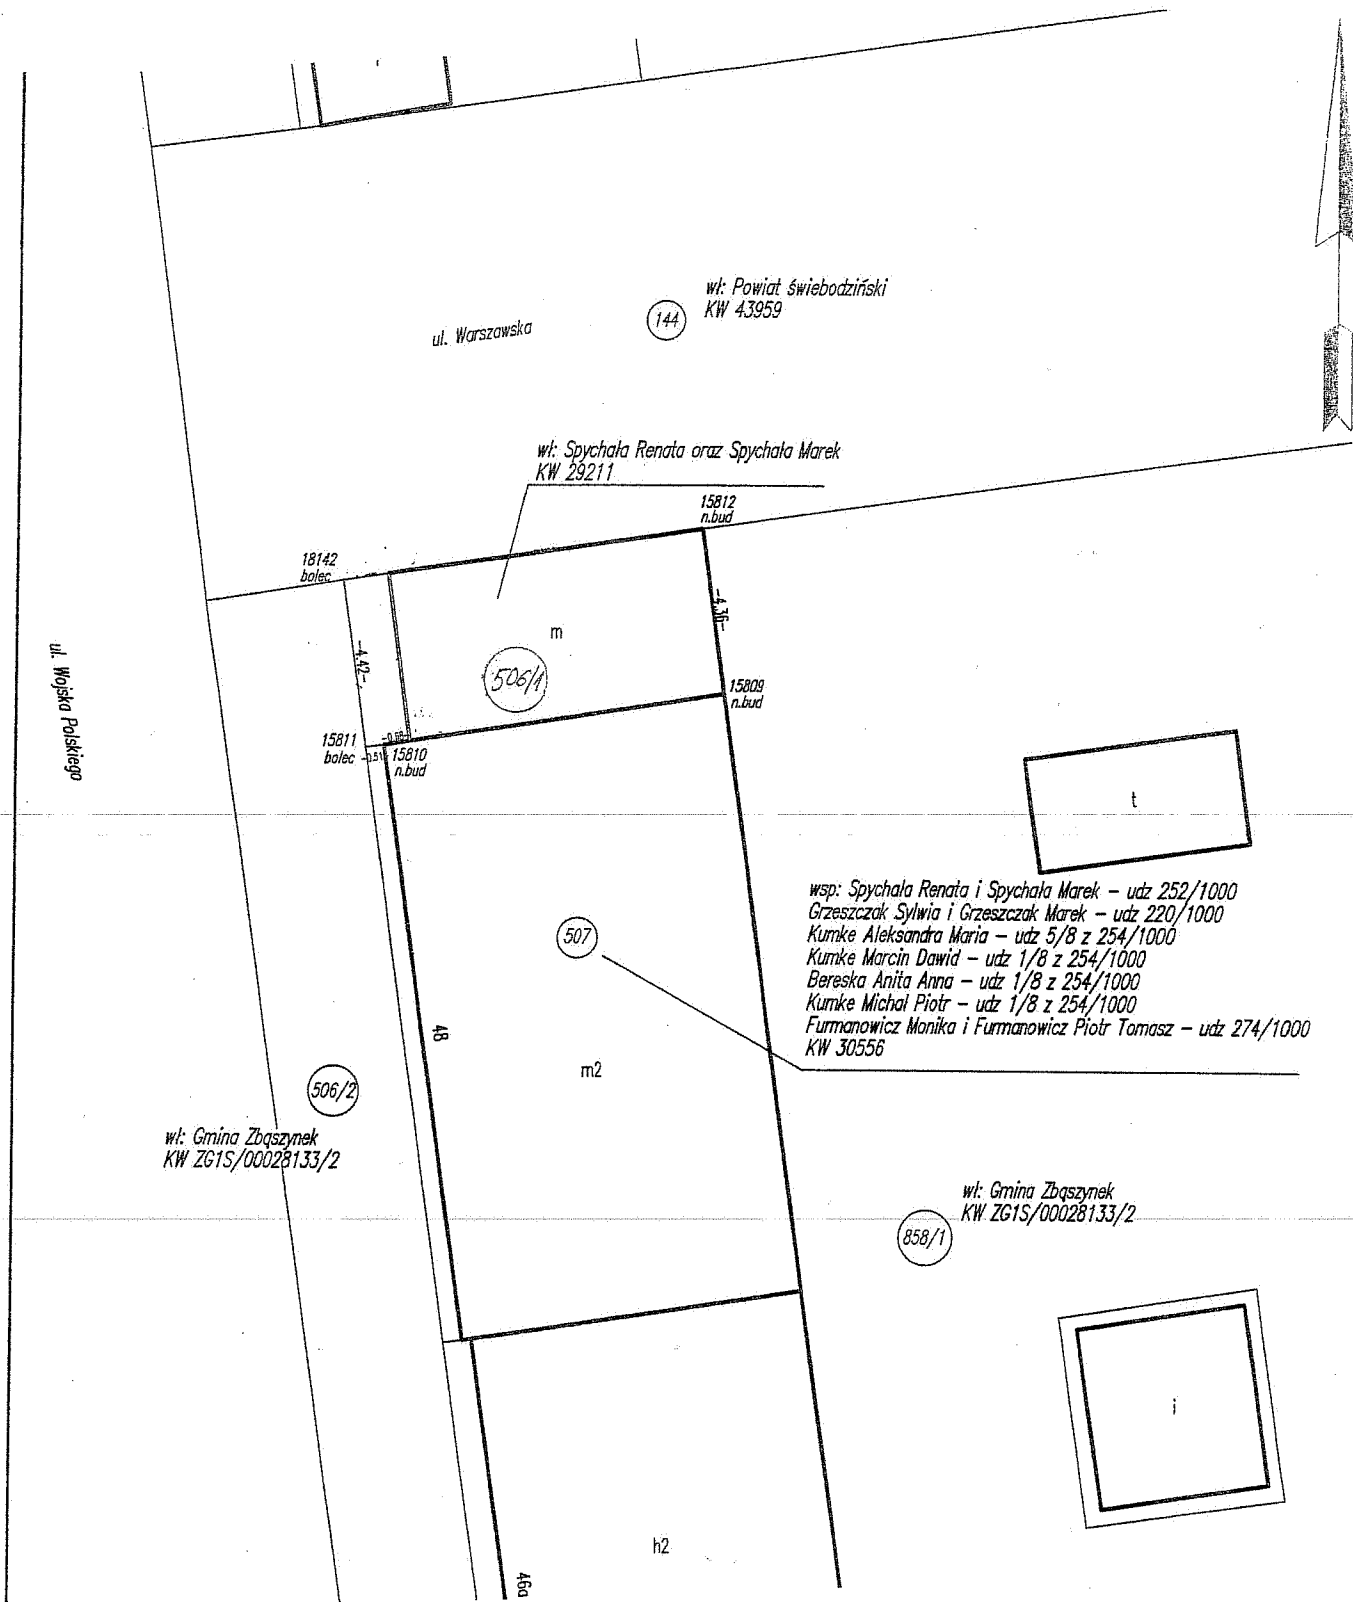 wł: Powiat świebodziński
KW 43959
144
ul. Warszawska
wł: Spychała Renata oraz Spychała Marek
KW 29211
15812
n.bud
18142
bolec
-4.36-
m
-4.42-
506/1
ul. Wojska Polskiego
15809
n.bud
15811
bolec
-0.68-
-0.51-
15810
n.bud
t
wsp: Spychała Renata i Spychała Marek – udz 252/1000
Grzeszczak Sylwia i Grzeszczak Marek – udz 220/1000
Kumke Aleksandra Maria – udz 5/8 z 254/1000
Kumke Marcin Dawid – udz 1/8 z 254/1000
Bereska Anita Anna – udz 1/8 z 254/1000
Kumke Michał Piotr – udz 1/8 z 254/1000
Furmanowicz Monika i Furmanowicz Piotr Tomasz – udz 274/1000
KW 30556
507
48
m2
506/2
wł: Gmina Zbąszynek
KW ZG1S/00028133/2
wł: Gmina Zbąszynek
KW ZG1S/00028133/2
858/1
i
h2
46a